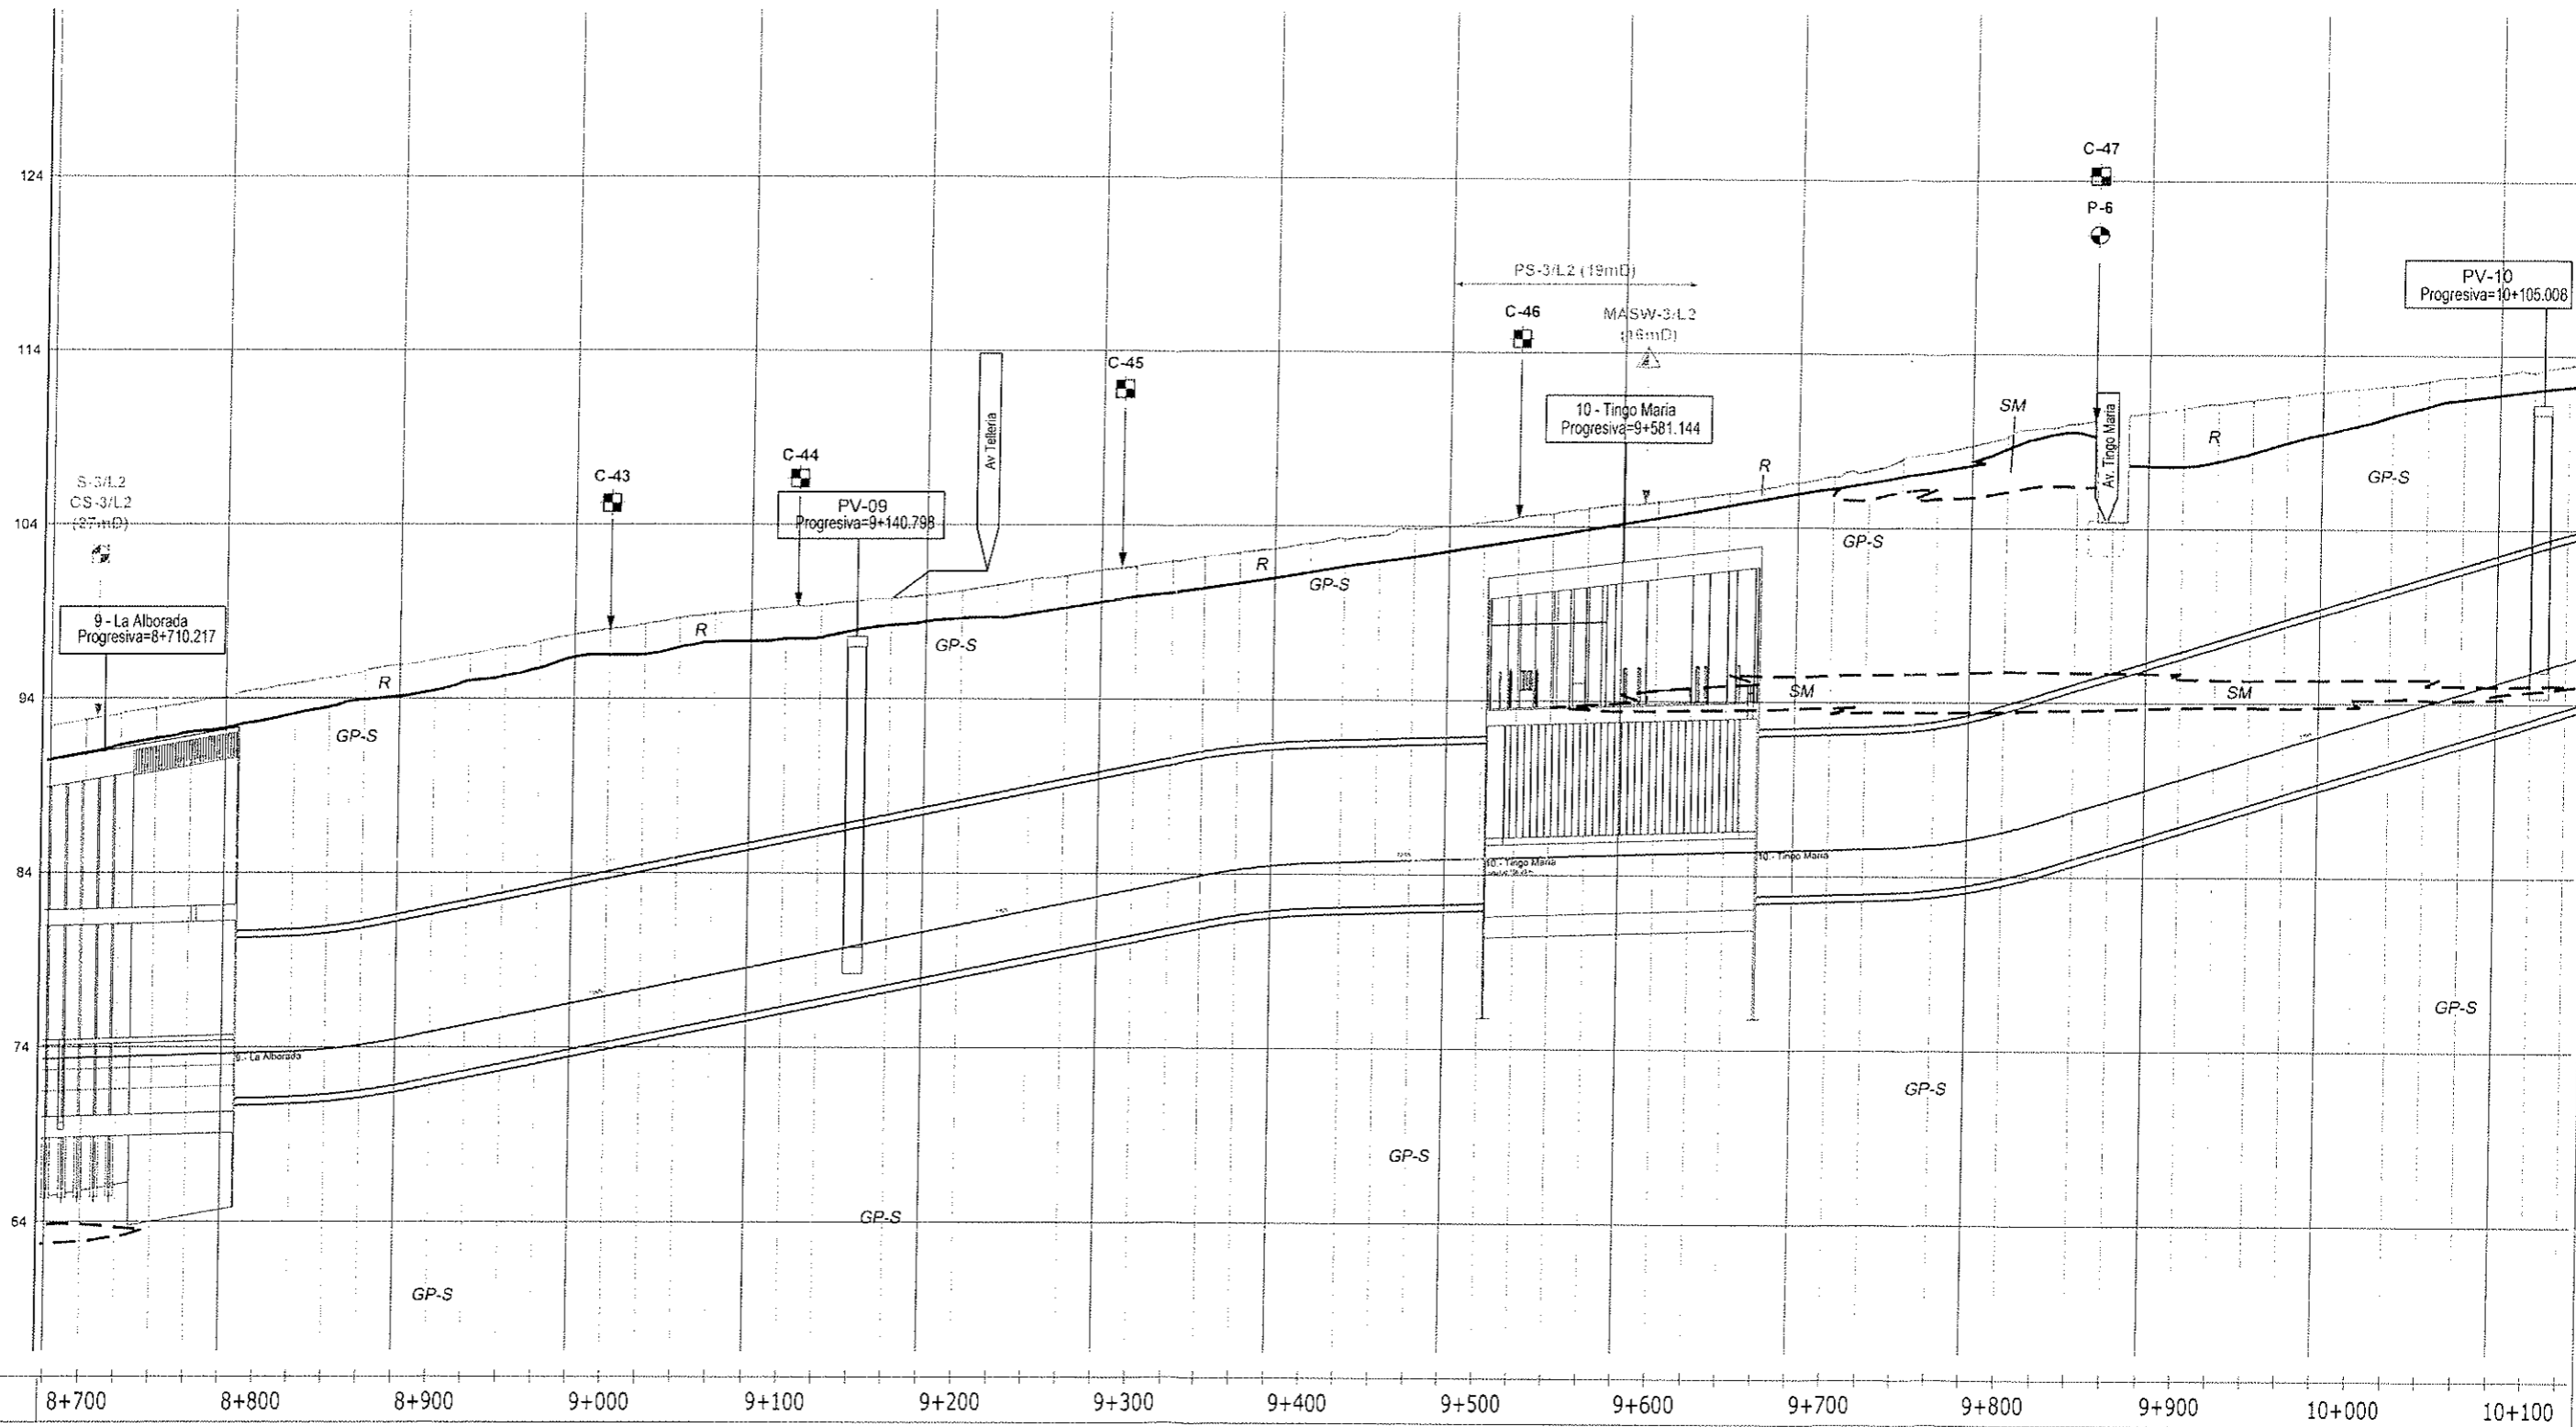 124
114
104
94
84
74
64
S-3/L2
CS-3/L2
(27mD)
9 - La Alborada
Progresiva=8+710.217
C-43
C-44
PV-09
Progresiva=9+140.798
Av Telleria
C-45
PS-3/L2 (19mD)
C-46
MASW-3/L2
(16mD)
10 - Tingo Maria
Progresiva=9+581.144
C-47
P-6
Av. Tingo Maria
PV-10
Progresiva=10+105.008
R
R
R
R
R
SM
SM
SM
GP-S
GP-S
GP-S
GP-S
GP-S
GP-S
GP-S
GP-S
GP-S
GP-S
9.- La Alborada
10.- Tingo Maria
10.- Tingo Maria
8+700
8+800
8+900
9+000
9+100
9+200
9+300
9+400
9+500
9+600
9+700
9+800
9+900
10+000
10+100